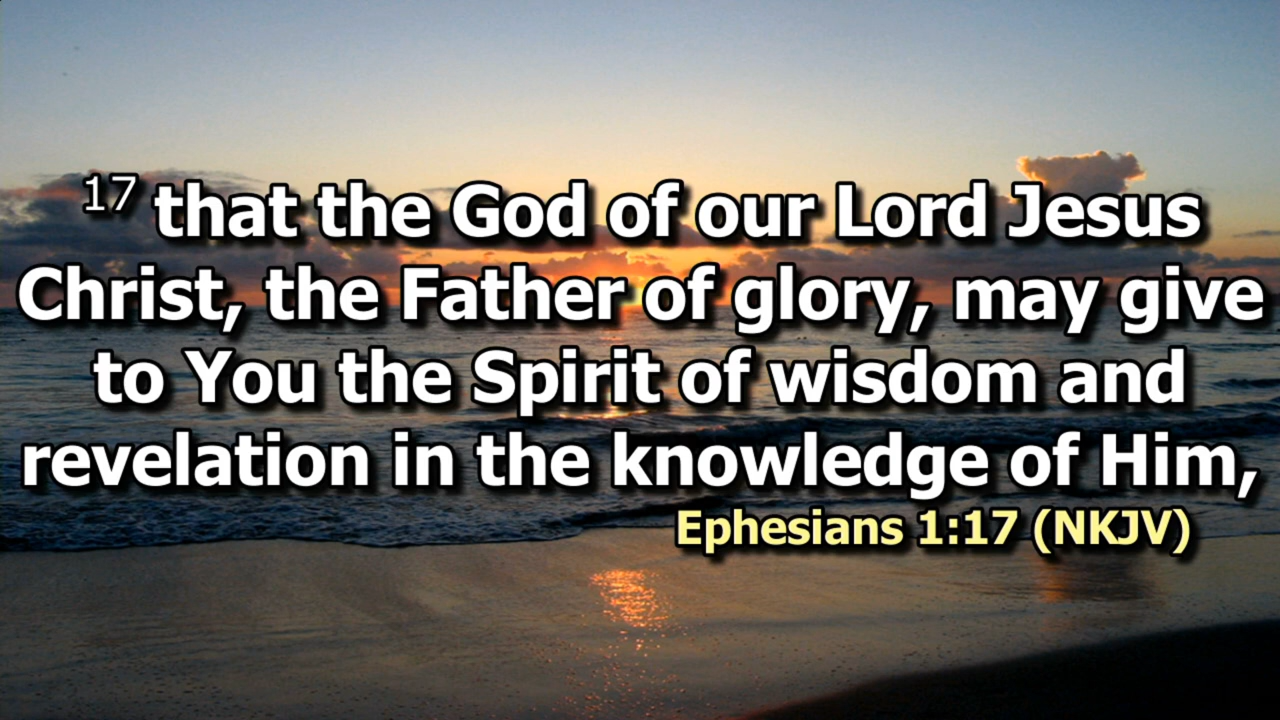 17 that the God of our Lord Jesus
Christ, the Father of glory, may give
to You the Spirit of wisdom and
revelation in the knowledge of Him,
Ephesians 1:17 (NKJV)